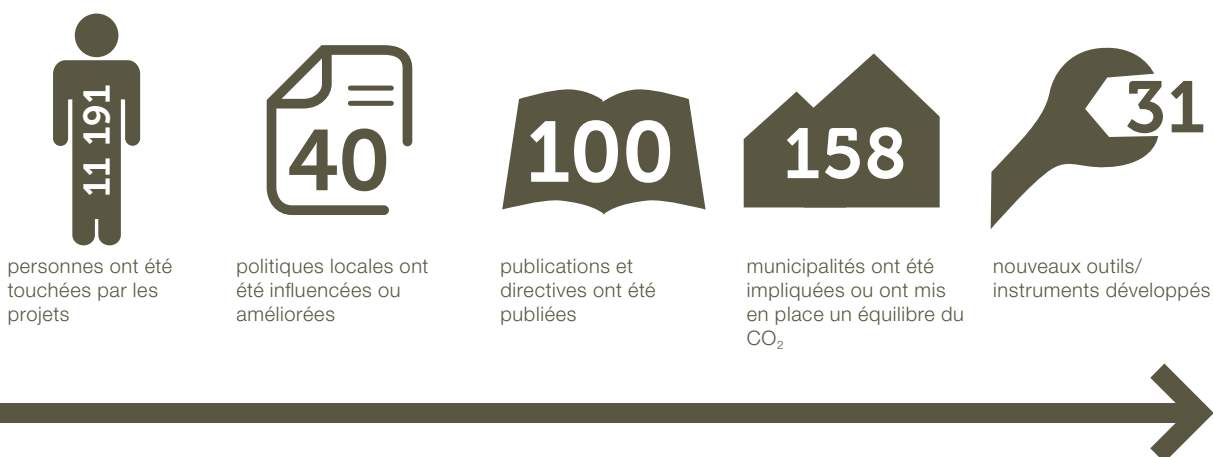 11 191
personnes ont été
touchées par les
projets
40
politiques locales ont
été influencées ou
améliorées
100
publications et
directives ont été
publiées
158
municipalités ont été
impliquées ou ont mis
en place un équilibre du
CO₂
31
nouveaux outils/
instruments développés